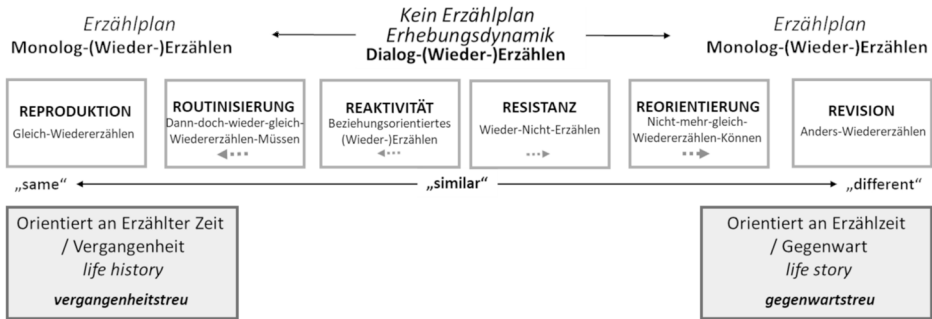 Erzählplan
Monolog-(Wieder-)Erzählen
Kein Erzählplan
Erhebungsdynamik
Dialog-(Wieder-)Erzählen
Erzählplan
Monolog-(Wieder-)Erzählen
REPRODUKTION
Gleich-Wiedererzählen
ROUTINISIERUNG
Dann-doch-wieder-gleich-
Wiedererzählen-Müssen
REAKTIVITÄT
Beziehungsorientiertes
(Wieder-)Erzählen
RESISTANZ
Wieder-Nicht-Erzählen
REORIENTIERUNG
Nicht-mehr-gleich-
Wiedererzählen-Können
REVISION
Anders-Wiedererzählen
„same“
„similar“
„different“
Orientiert an Erzählter Zeit
/ Vergangenheit
life history
vergangenheitstreu
Orientiert an Erzählzeit
/ Gegenwart
life story
gegenwartstreu